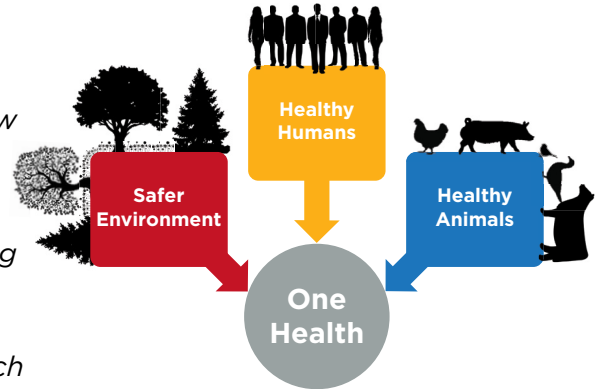 Healthy
Humans
Safer
Environment
Healthy
Animals
One
Health